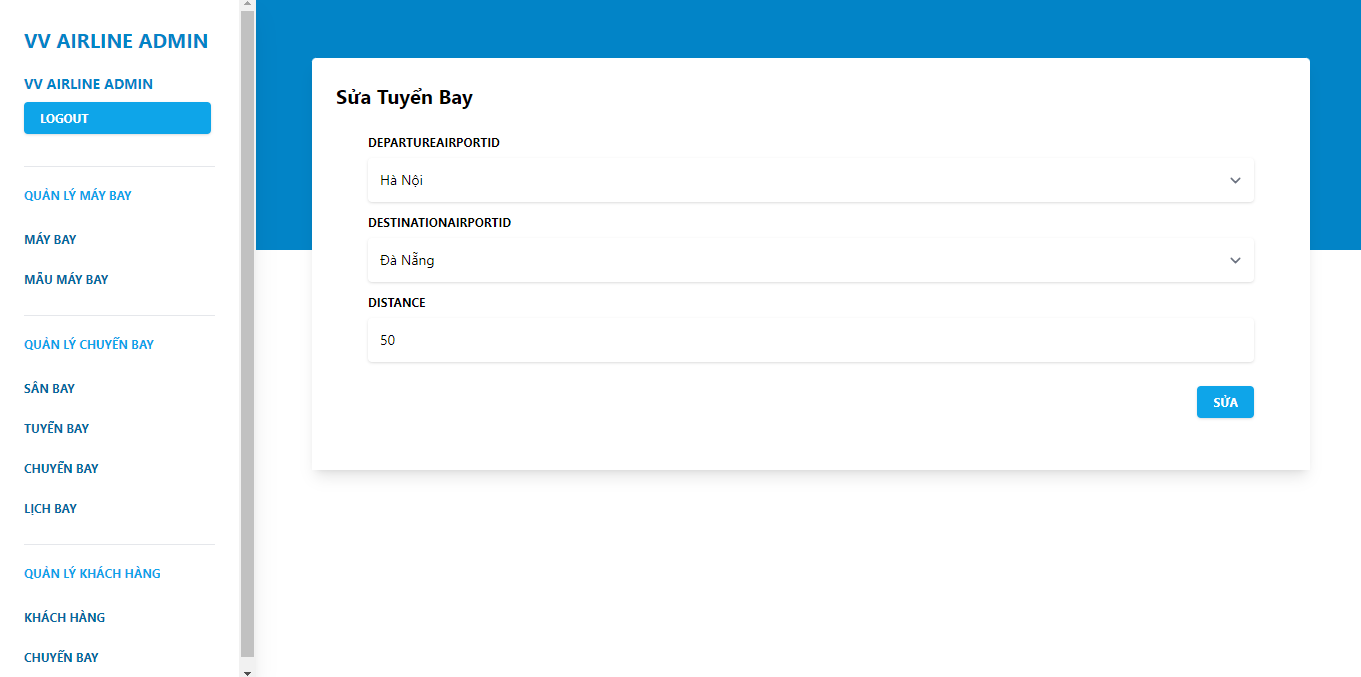 VV AIRLINE ADMIN
VV AIRLINE ADMIN
LOGOUT
QUẢN LÝ MÁY BAY
MÁY BAY
MẪU MÁY BAY
QUẢN LÝ CHUYẾN BAY
SÂN BAY
TUYẾN BAY
CHUYẾN BAY
LỊCH BAY
QUẢN LÝ KHÁCH HÀNG
KHÁCH HÀNG
CHUYẾN BAY
Sửa Tuyến Bay
DEPARTUREAIRPORTID
Hà Nội
DESTINATIONAIRPORTID
Đà Nẵng
DISTANCE
50
SỬA